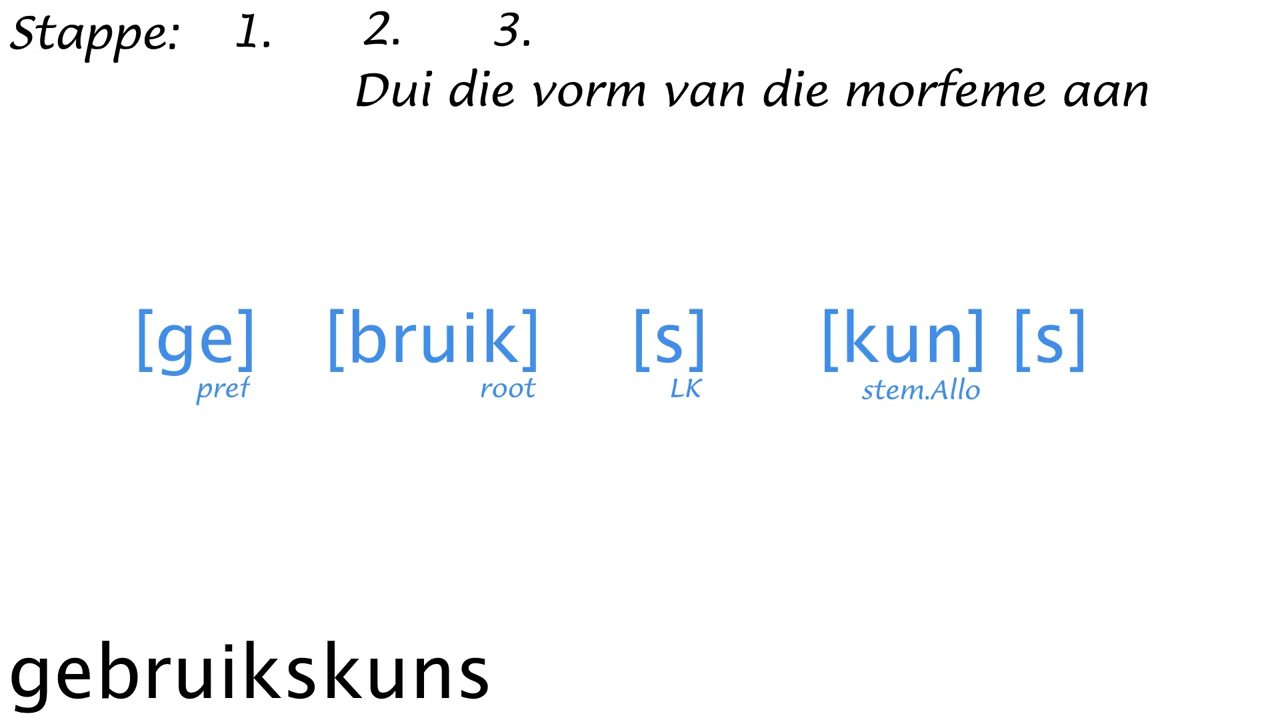 Stappe: 1. 2. 3.
Dui die vorm van die morfeme aan
[ge] [bruik] [s] [kun] [s]
pref root LK stem.Allo
gebruikskuns